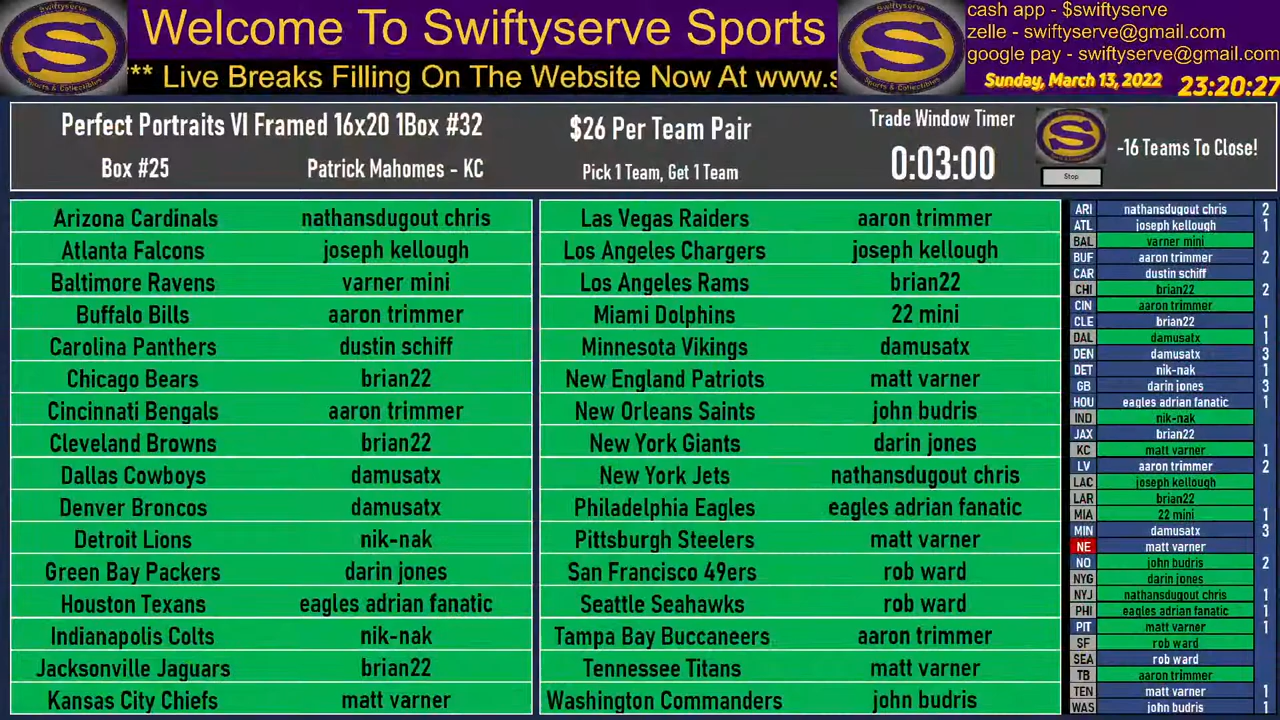 Welcome To Swiftyserve Sports
*** Live Breaks Filling On The Website Now At www.s
cash app - $swiftyserve
zelle - swiftyserve@gmail.com
google pay - swiftyserve@gmail.com
Sunday, March 13, 2022 23:20:27
Perfect Portraits VI Framed 16x20 1Box #32
Box #25 Patrick Mahomes - KC
$26 Per Team Pair
Pick 1 Team, Get 1 Team
Trade Window Timer
0:03:00
Stop
-16 Teams To Close!
Arizona Cardinals nathansdugout chris
Atlanta Falcons joseph kellough
Baltimore Ravens varner mini
Buffalo Bills aaron trimmer
Carolina Panthers dustin schiff
Chicago Bears brian22
Cincinnati Bengals aaron trimmer
Cleveland Browns brian22
Dallas Cowboys damusatx
Denver Broncos damusatx
Detroit Lions nik-nak
Green Bay Packers darin jones
Houston Texans eagles adrian fanatic
Indianapolis Colts nik-nak
Jacksonville Jaguars brian22
Kansas City Chiefs matt varner
Las Vegas Raiders aaron trimmer
Los Angeles Chargers joseph kellough
Los Angeles Rams brian22
Miami Dolphins 22 mini
Minnesota Vikings damusatx
New England Patriots matt varner
New Orleans Saints john budris
New York Giants darin jones
New York Jets nathansdugout chris
Philadelphia Eagles eagles adrian fanatic
Pittsburgh Steelers matt varner
San Francisco 49ers rob ward
Seattle Seahawks rob ward
Tampa Bay Buccaneers aaron trimmer
Tennessee Titans matt varner
Washington Commanders john budris
ARI nathansdugout chris 2
ATL joseph kellough 1
BAL varner mini
BUF aaron trimmer 2
CAR dustin schiff
CHI brian22 2
CIN aaron trimmer
CLE brian22 1
DAL damusatx 1
DEN damusatx 3
DET nik-nak 1
GB darin jones 3
HOU eagles adrian fanatic 1
IND nik-nak
JAX brian22
KC matt varner 1
LV aaron trimmer 2
LAC joseph kellough
LAR brian22
MIA 22 mini 1
MIN damusatx 3
NE matt varner
NO john budris 2
NYG darin jones
NYJ nathansdugout chris 1
PHI eagles adrian fanatic 1
PIT matt varner 1
SF rob ward
SEA rob ward
TB aaron trimmer
TEN matt varner 1
WAS john budris 1